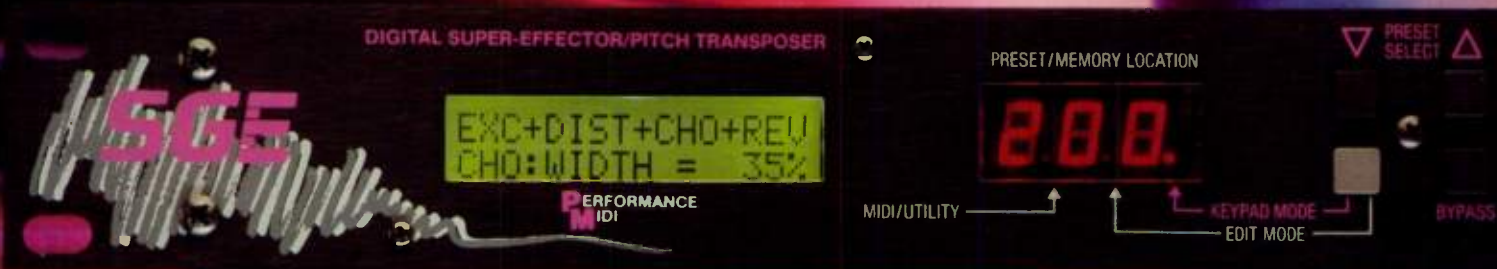 DIGITAL SUPER-EFFECTOR/PITCH TRANSPOSER
SGE
EXC+DIST+CHO+REV
CHO:WIDTH = 35%
PERFORMANCE
MIDI
PRESET/MEMORY LOCATION
200.
MIDI/UTILITY
KEYPAD MODE
EDIT MODE
PRESET
SELECT
BYPASS